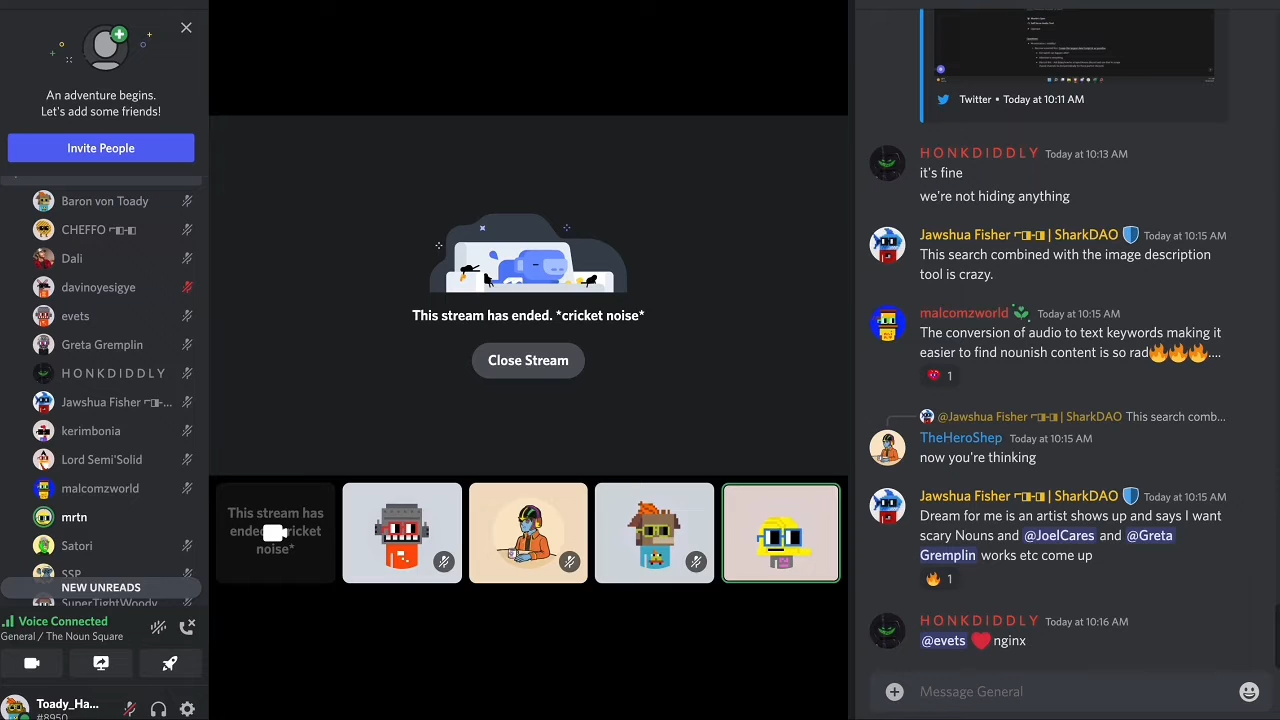 An adventure begins.
Let's add some friends!
Invite People
Baron von Toady
CHEFFO ⌐◨-◨
Dali
davinoyesigye
evets
Greta Gremplin
H O N K D I D D L Y
Jawshua Fisher ⌐◨-...
kerimbonia
Lord Semi'Solid
malcomzworld
mrtn
Saton
SSP
NEW UNREADS
SuperTightWoody
Voice Connected
General / The Noun Square
Toady_Ha...
#8950
This stream has ended. *cricket noise*
Close Stream
This stream has
ended. *cricket
noise*
Twitter • Today at 10:11 AM
H O N K D I D D L Y Today at 10:13 AM
it's fine
we're not hiding anything
Jawshua Fisher ⌐◨-◨ | SharkDAO Today at 10:15 AM
This search combined with the image description
tool is crazy.
malcomzworld Today at 10:15 AM
The conversion of audio to text keywords making it
easier to find nounish content is so rad🔥🔥🔥....
1
@Jawshua Fisher ⌐◨-◨ | SharkDAO This search comb...
TheHeroShep Today at 10:15 AM
now you're thinking
Jawshua Fisher ⌐◨-◨ | SharkDAO Today at 10:15 AM
Dream for me is an artist shows up and says I want
scary Nouns and @JoelCares and @Greta
Gremplin works etc come up
1
H O N K D I D D L Y Today at 10:16 AM
@evets ❤️ nginx
Message General